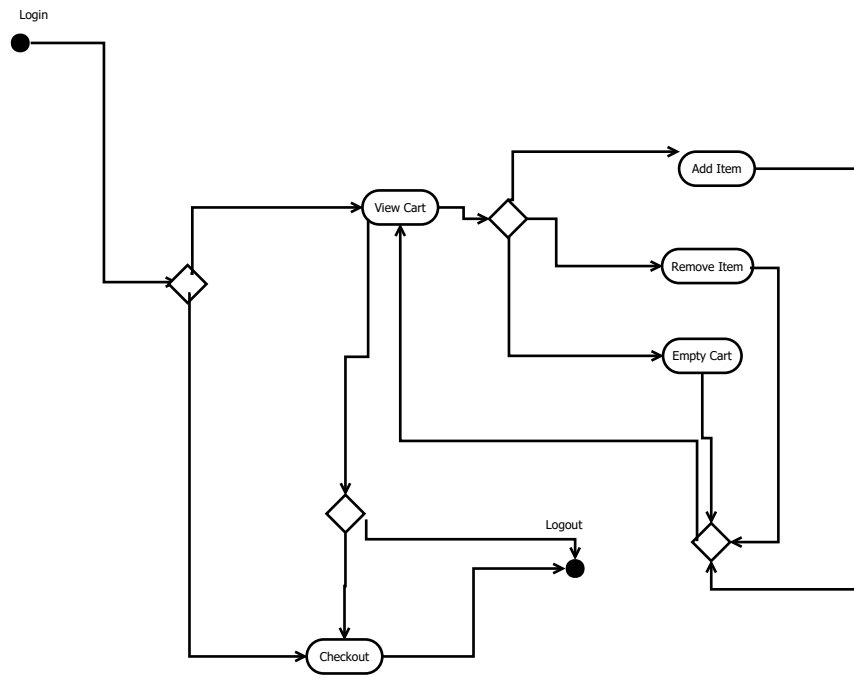 Login
Add Item
View Cart
Remove Item
Empty Cart
Logout
Checkout